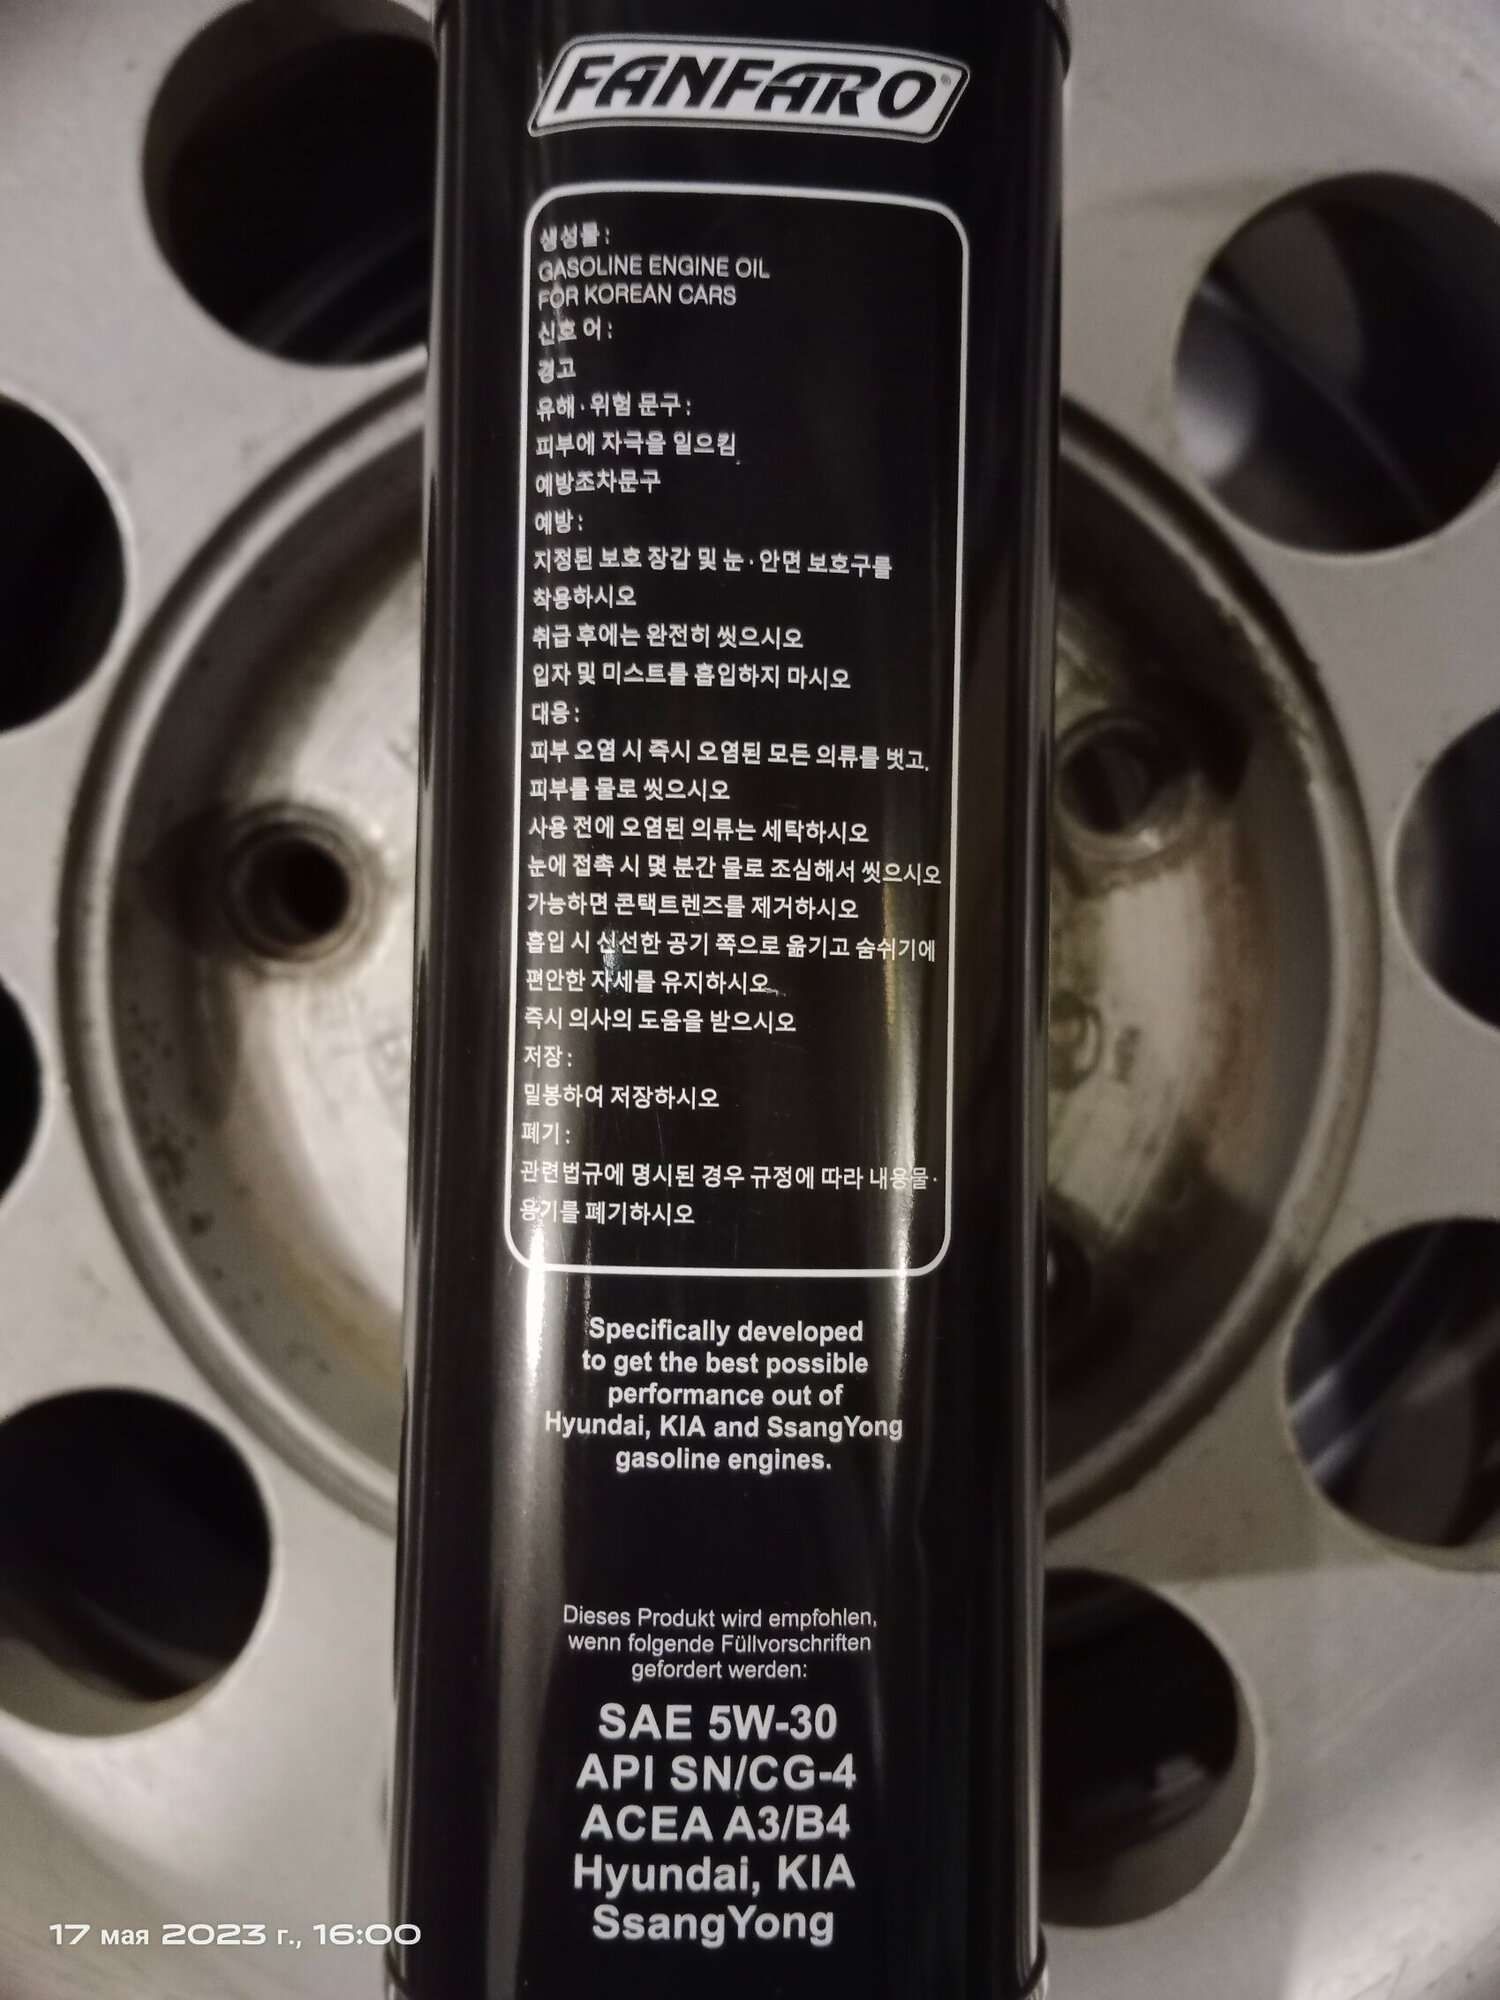 FANFARO®
생성물 :
GASOLINE ENGINE OIL
FOR KOREAN CARS
신호 어 :
경고
유해 · 위험 문구 :
피부에 자극을 일으킴
예방조차문구
예방 :
지정된 보호 장갑 및 눈 · 안면 보호구를
착용하시오
취급 후에는 완전히 씻으시오
입자 및 미스트를 흡입하지 마시오
대응 :
피부 오염 시 즉시 오염된 모든 의류를 벗고.
피부를 물로 씻으시오
사용 전에 오염된 의류는 세탁하시오
눈에 접촉 시 몇 분간 물로 조심해서 씻으시오
가능하면 콘택트렌즈를 제거하시오
흡입 시 신선한 공기 쪽으로 옮기고 숨쉬기에
편안한 자세를 유지하시오
즉시 의사의 도움을 받으시오
저장 :
밀봉하여 저장하시오
폐기 :
관련법규에 명시된 경우 규정에 따라 내용물 ·
용기를 폐기하시오
Specifically developed
to get the best possible
performance out of
Hyundai, KIA and SsangYong
gasoline engines.
Dieses Produkt wird empfohlen,
wenn folgende Füllvorschriften
gefordert werden:
SAE 5W-30
API SN/CG-4
ACEA A3/B4
Hyundai, KIA
SsangYong
17 мая 2023 г., 16:00